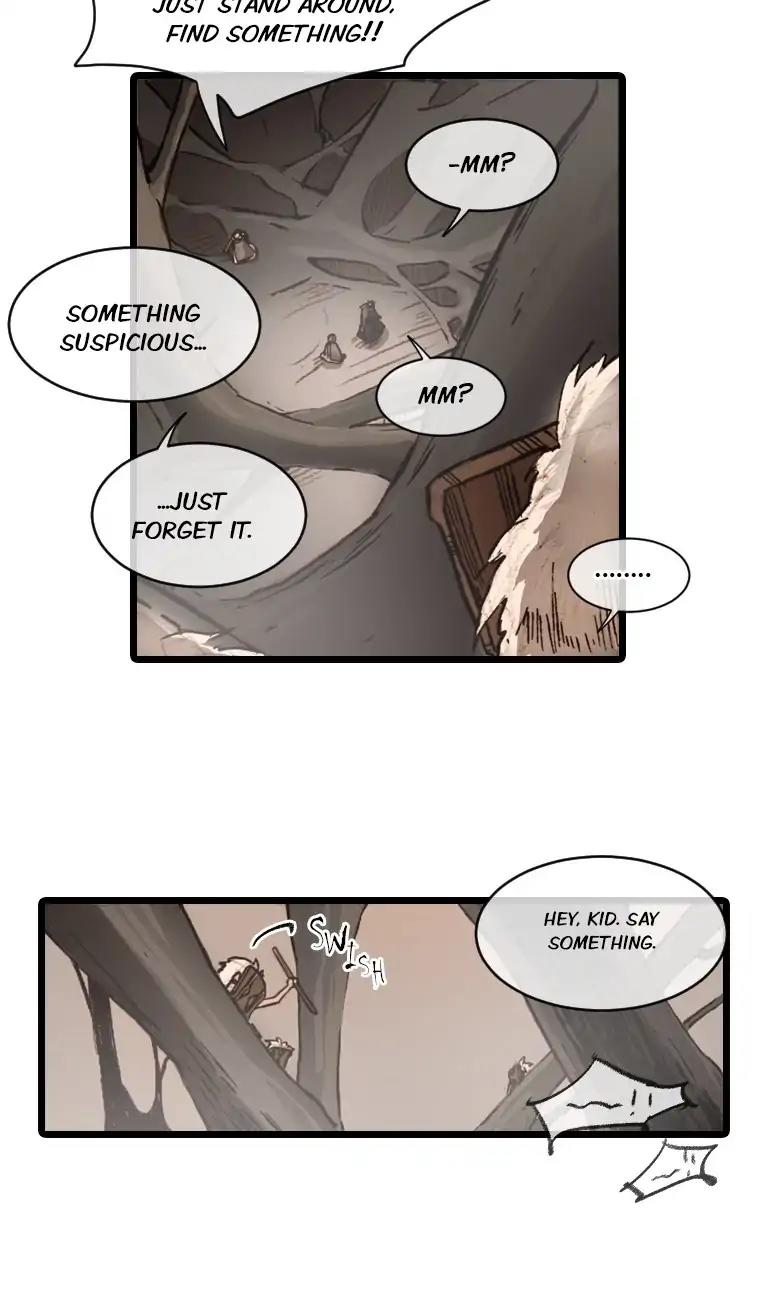 JUST STAND AROUND,
FIND SOMETHING!!
-MM?
SOMETHING
SUSPICIOUS...
MM?
....JUST
FORGET IT.
........
SWISH
HEY, KID. SAY
SOMETHING.